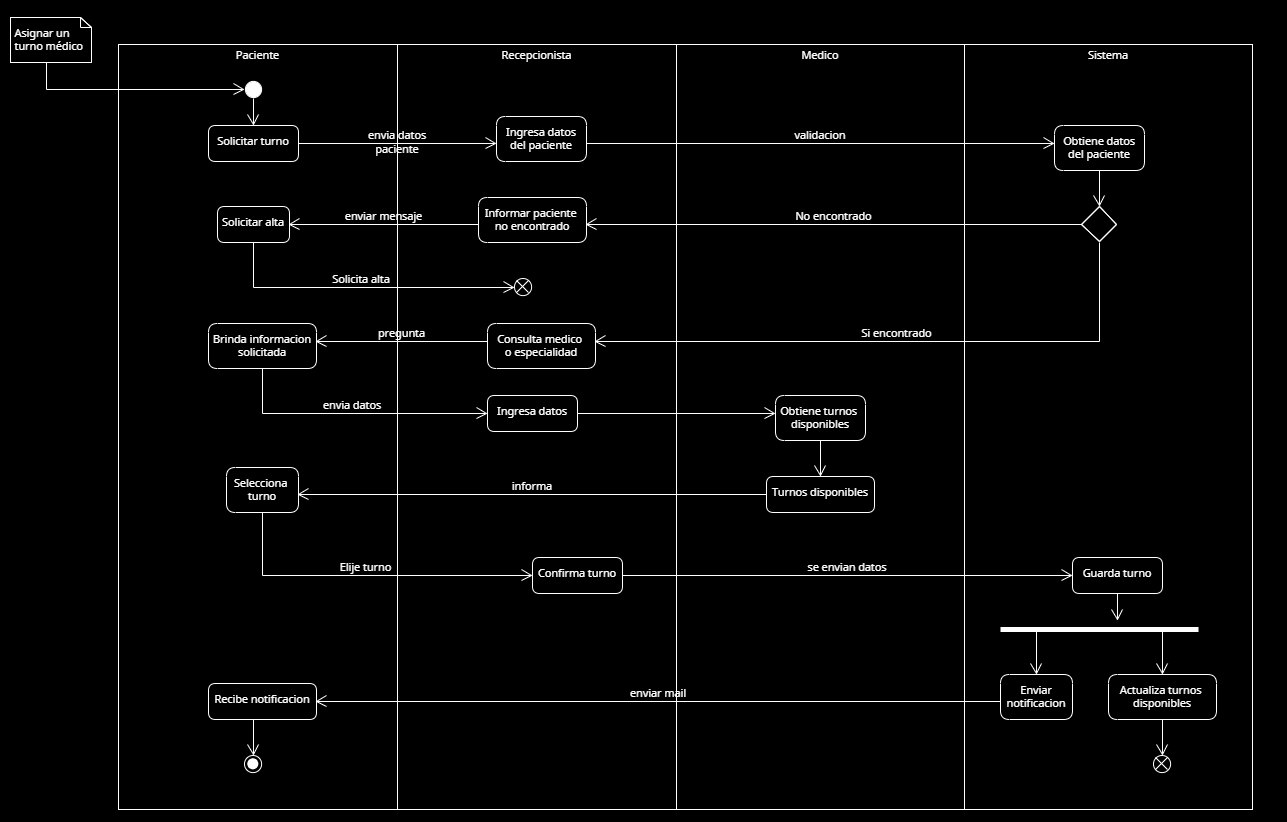 Asignar un
turno médico
Paciente
Recepcionista
Medico
Sistema
Solicitar turno
envia datos
paciente
Ingresa datos
del paciente
validacion
Obtiene datos
del paciente
Solicitar alta
enviar mensaje
Informar paciente
no encontrado
No encontrado
Solicita alta
Brinda informacion
solicitada
pregunta
Consulta medico
o especialidad
Si encontrado
envia datos
Ingresa datos
Obtiene turnos
disponibles
Selecciona
turno
informa
Turnos disponibles
Elije turno
Confirma turno
se envian datos
Guarda turno
Recibe notificacion
enviar mail
Enviar
notificacion
Actualiza turnos
disponibles